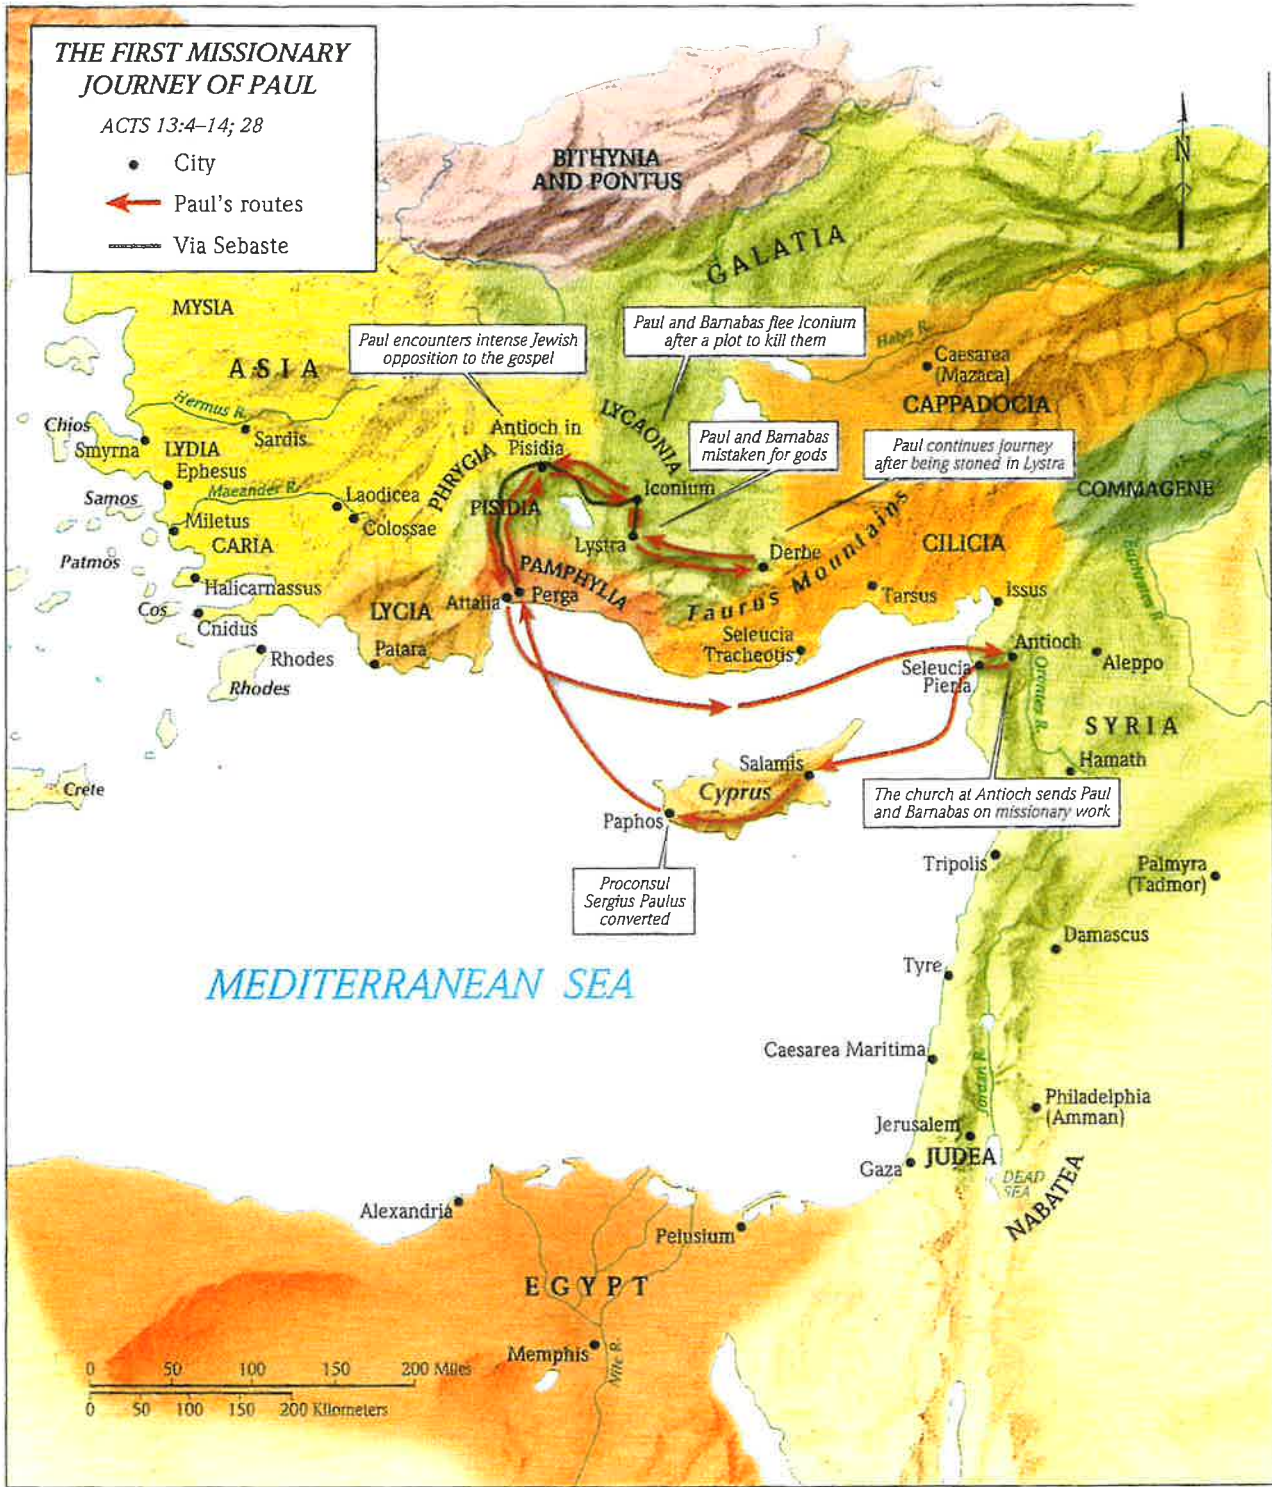 THE FIRST MISSIONARY
JOURNEY OF PAUL
ACTS 13:4–14; 28
City
Paul's routes
Via Sebaste
N
BITHYNIA
AND PONTUS
GALATIA
MYSIA
ASIA
Paul encounters intense Jewish
opposition to the gospel
Paul and Barnabas flee Iconium
after a plot to kill them
Halys R.
Caesarea
(Mazaca)
CAPPADOCIA
Hermus R.
Chios
Smyrna
LYDIA
Sardis
Ephesus
Samos
Maeander R.
Laodicea
Colossae
Miletus
CARIA
Patmos
Halicarnassus
Cos
Cnidus
Rhodes
Rhodes
PHRYGIA
Antioch in
Pisidia
PISIDIA
LYCAONIA
Paul and Barnabas
mistaken for gods
Paul continues journey
after being stoned in Lystra
Iconium
Lystra
Derbe
COMMAGENE
Euphrates R.
CILICIA
Taurus Mountains
Tarsus
Issus
PAMPHYLIA
LYCIA
Attalia
Perga
Patara
Seleucia
Tracheotis
Antioch
Seleucia
Pieria
Aleppo
Orontes R.
SYRIA
Hamath
Crete
Salamis
Cyprus
Paphos
The church at Antioch sends Paul
and Barnabas on missionary work
Proconsul
Sergius Paulus
converted
Tripolis
Palmyra
(Tadmor)
Damascus
Tyre
MEDITERRANEAN SEA
Caesarea Maritima
Jordan R.
Philadelphia
(Amman)
Jerusalem
JUDEA
Gaza
DEAD
SEA
NABATEA
Alexandria
Pelusium
EGYPT
Memphis
Nile R.
0 50 100 150 200 Miles
0 50 100 150 200 Kilometers